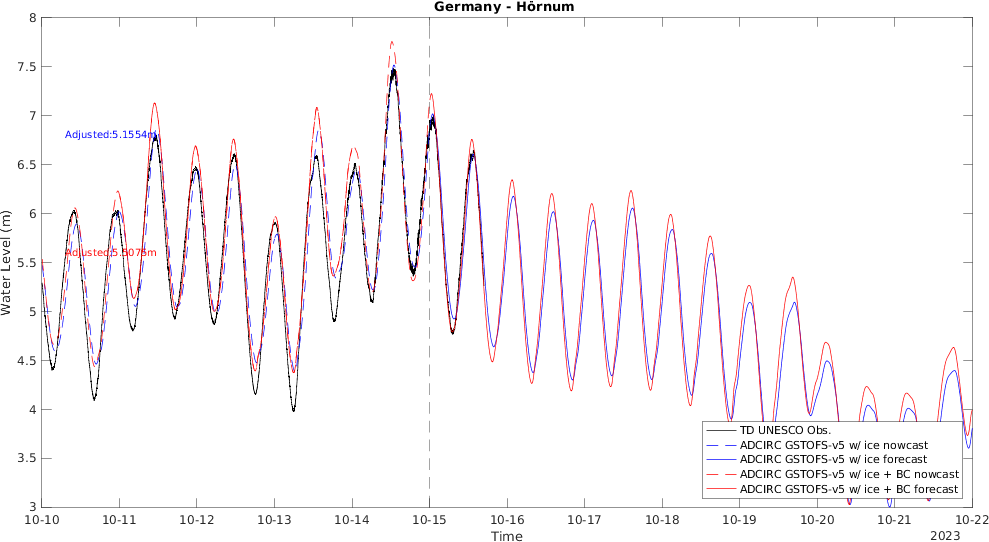 Germany - Hörnum
8
7.5
7
6.5
6
5.5
5
4.5
4
3.5
3
Water Level (m)
Adjusted:5.1554m
Adjusted:5.5075m
TD UNESCO Obs.
ADCIRC GSTOFS-v5 w/ ice nowcast
ADCIRC GSTOFS-v5 w/ ice forecast
ADCIRC GSTOFS-v5 w/ ice + BC nowcast
ADCIRC GSTOFS-v5 w/ ice + BC forecast
10-10 10-11 10-12 10-13 10-14 10-15 10-16 10-17 10-18 10-19 10-20 10-21 10-22
Time
2023